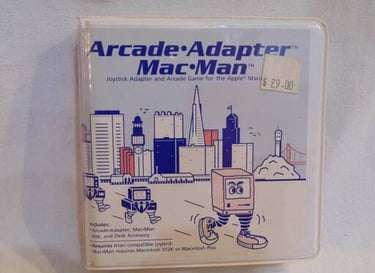 Arcade•Adapter™
Mac•Man™
Joystick Adapter and Arcade Game for the Apple® Maci
$ 29.00
Includes:
Arcade-Adapter, Mac•Man
disk, and Desk Accessory
Requires Atari-compatible joystick
Mac•Man requires Macintosh 512K or Macintosh Plus